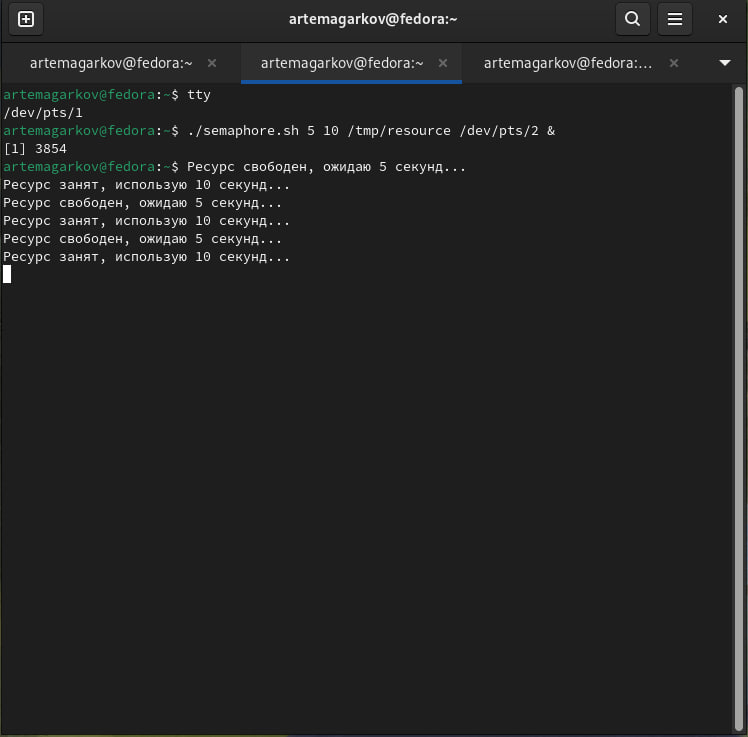 artemagarkov@fedora:~
artemagarkov@fedora:~ × artemagarkov@fedora:~ × artemagarkov@fedora:... ×
artemagarkov@fedora:~$ tty
/dev/pts/1
artemagarkov@fedora:~$ ./semaphore.sh 5 10 /tmp/resource /dev/pts/2 &
[1] 3854
artemagarkov@fedora:~$ Ресурс свободен, ожидаю 5 секунд...
Ресурс занят, использую 10 секунд...
Ресурс свободен, ожидаю 5 секунд...
Ресурс занят, использую 10 секунд...
Ресурс свободен, ожидаю 5 секунд...
Ресурс занят, использую 10 секунд...